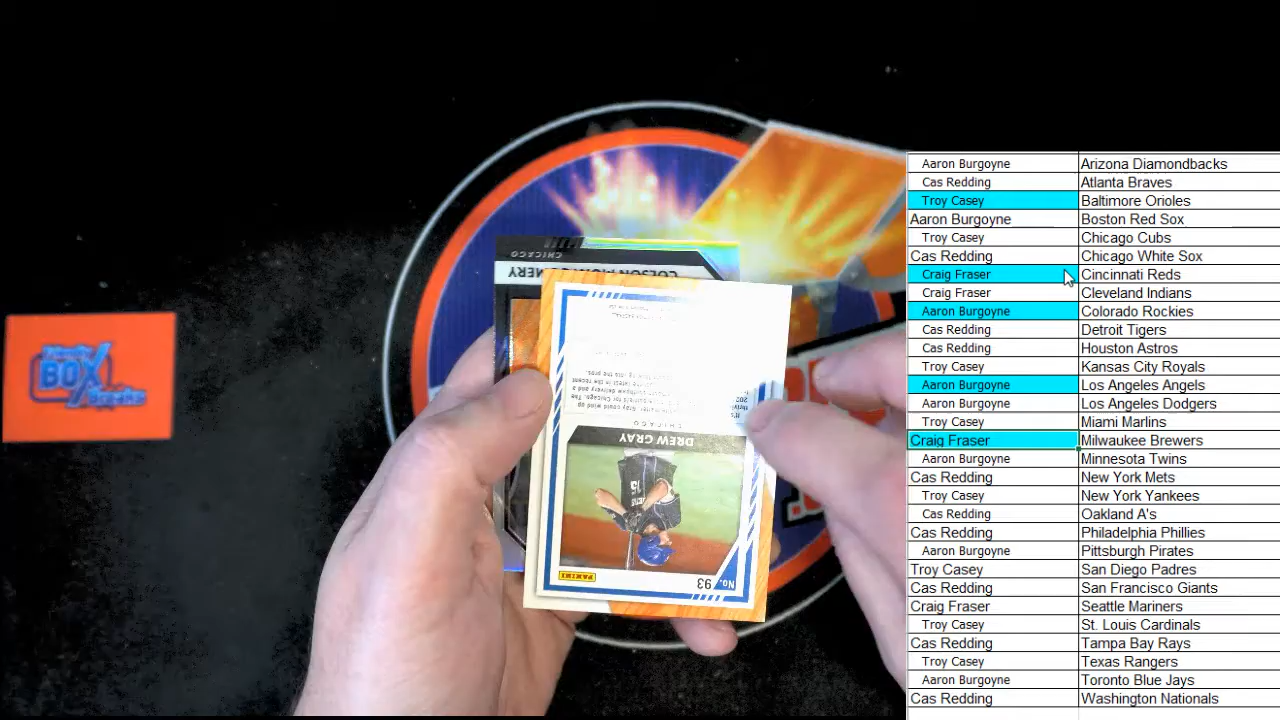 CHICAGO
COLSON MONTGOMERY
BOX
No. 93
PANINI
DREW GRAY
CHICAGO
Aaron Burgoyne Arizona Diamondbacks
Cas Redding Atlanta Braves
Troy Casey Baltimore Orioles
Aaron Burgoyne Boston Red Sox
Troy Casey Chicago Cubs
Cas Redding Chicago White Sox
Craig Fraser Cincinnati Reds
Craig Fraser Cleveland Indians
Aaron Burgoyne Colorado Rockies
Cas Redding Detroit Tigers
Cas Redding Houston Astros
Troy Casey Kansas City Royals
Aaron Burgoyne Los Angeles Angels
Aaron Burgoyne Los Angeles Dodgers
Troy Casey Miami Marlins
Craig Fraser Milwaukee Brewers
Aaron Burgoyne Minnesota Twins
Cas Redding New York Mets
Troy Casey New York Yankees
Cas Redding Oakland A's
Cas Redding Philadelphia Phillies
Aaron Burgoyne Pittsburgh Pirates
Troy Casey San Diego Padres
Cas Redding San Francisco Giants
Craig Fraser Seattle Mariners
Troy Casey St. Louis Cardinals
Cas Redding Tampa Bay Rays
Troy Casey Texas Rangers
Aaron Burgoyne Toronto Blue Jays
Cas Redding Washington Nationals